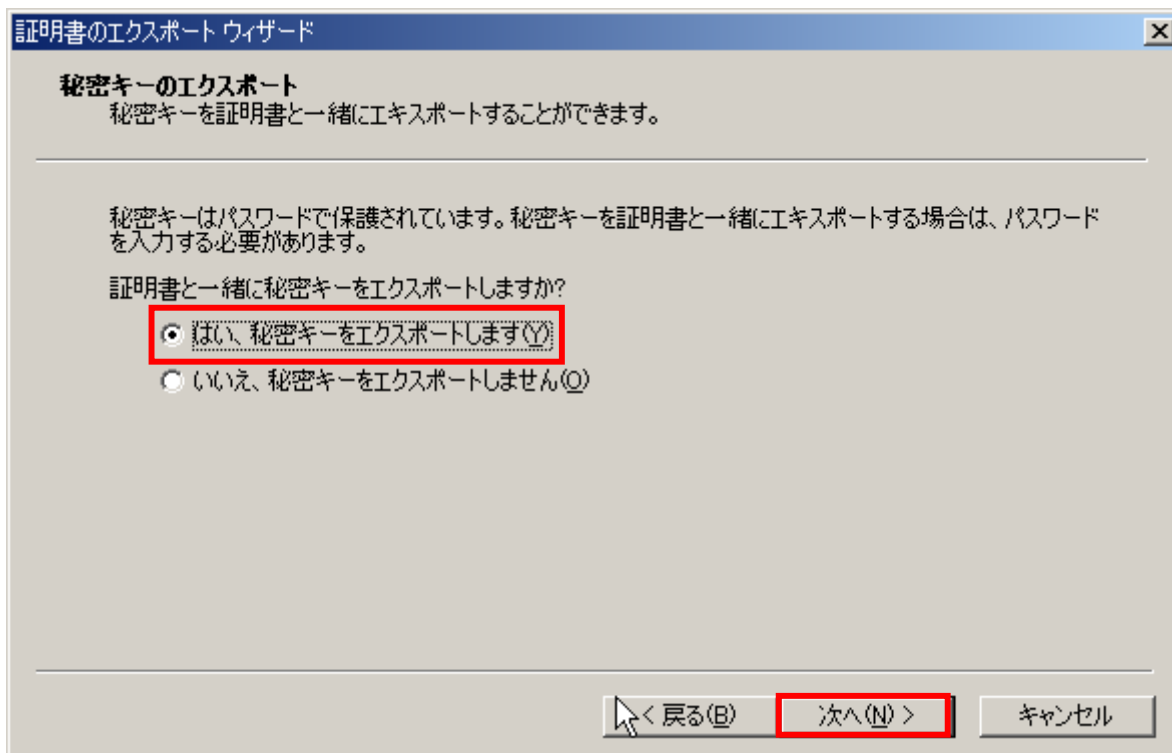 証明書のエクスポート ウィザード
秘密キーのエクスポート
秘密キーを証明書と一緒にエキスポートすることができます。
秘密キーはパスワードで保護されています。秘密キーを証明書と一緒にエキスポートする場合は、パスワード
を入力する必要があります。
証明書と一緒に秘密キーをエクスポートしますか?
はい、秘密キーをエクスポートします(Y)
いいえ、秘密キーをエクスポートしません(O)
< 戻る(B) 次へ(N) > キャンセル